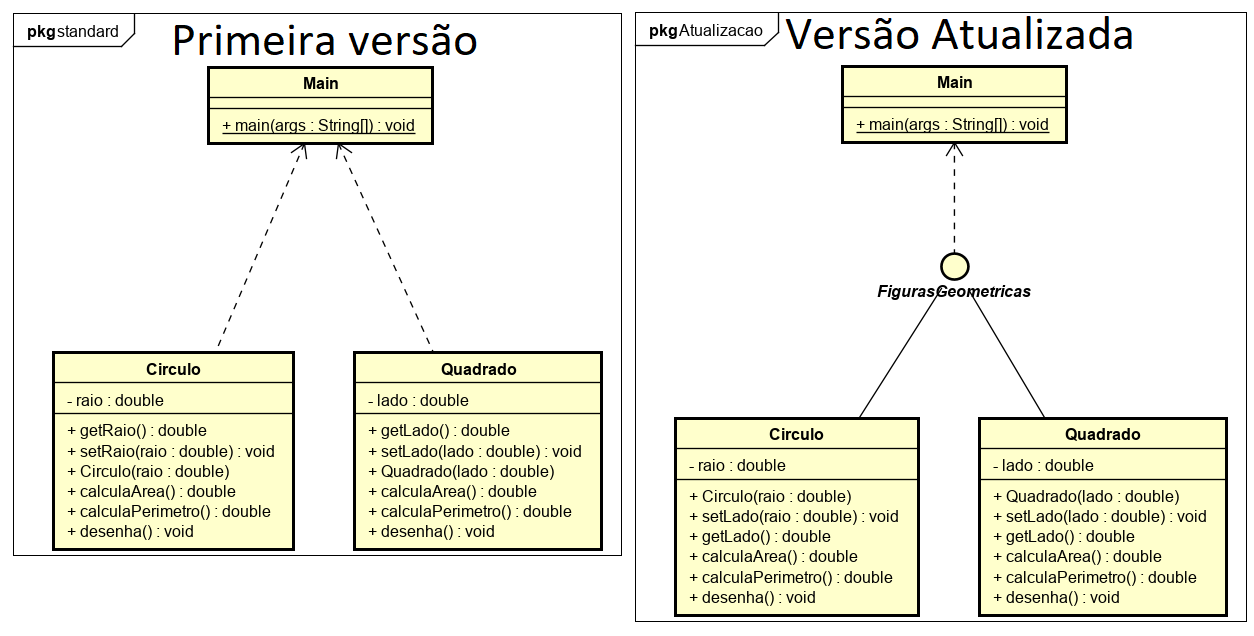 pkg standard
Primeira versão
Main
+ main(args : String[]) : void
Circulo
- raio : double
+ getRaio() : double
+ setRaio(raio : double) : void
+ Circulo(raio : double)
+ calculaArea() : double
+ calculaPerimetro() : double
+ desenha() : void
Quadrado
- lado : double
+ getLado() : double
+ setLado(lado : double) : void
+ Quadrado(lado : double)
+ calculaArea() : double
+ calculaPerimetro() : double
+ desenha() : void
pkg Atualizacao
Versão Atualizada
Main
+ main(args : String[]) : void
FigurasGeometricas
Circulo
- raio : double
+ Circulo(raio : double)
+ setLado(raio : double) : void
+ getLado() : double
+ calculaArea() : double
+ calculaPerimetro() : double
+ desenha() : void
Quadrado
- lado : double
+ Quadrado(lado : double)
+ setLado(lado : double) : void
+ getLado() : double
+ calculaArea() : double
+ calculaPerimetro() : double
+ desenha() : void